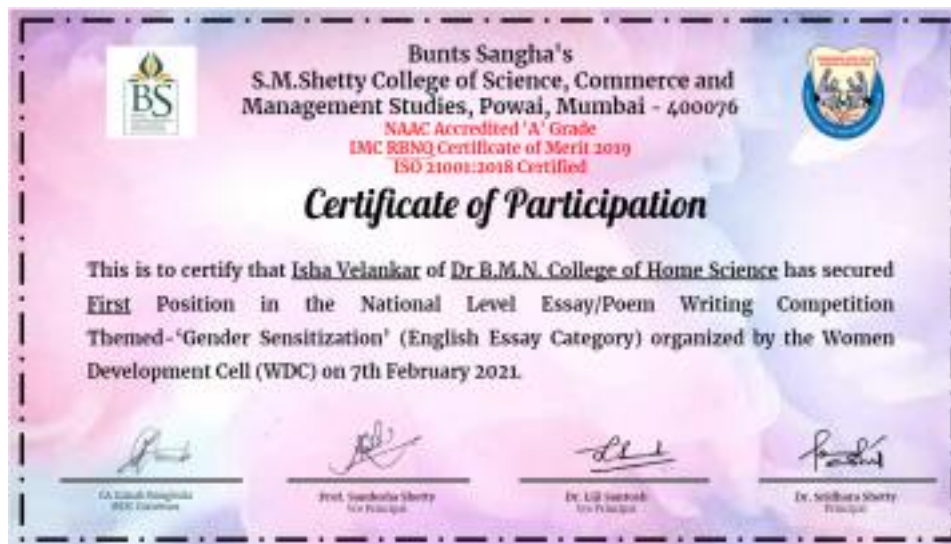 Bunts Sangha's
S.M.Shetty College of Science, Commerce and
Management Studies, Powai, Mumbai - 400076
NAAC Accredited 'A' Grade
IMC RBNQ Certificate of Merit 2019
ISO 21001:2018 Certified
BS
Certificate of Participation
This is to certify that Isha Velankar of Dr B.M.N. College of Home Science has secured
First Position in the National Level Essay/Poem Writing Competition
Themed-‘Gender Sensitization’ (English Essay Category) organized by the Women
Development Cell (WDC) on 7th February 2021.
Prof. Shetty
Vice Principal
Dr. Liji Santosh
Vice Principal
Dr. Sridhara Shetty
Principal